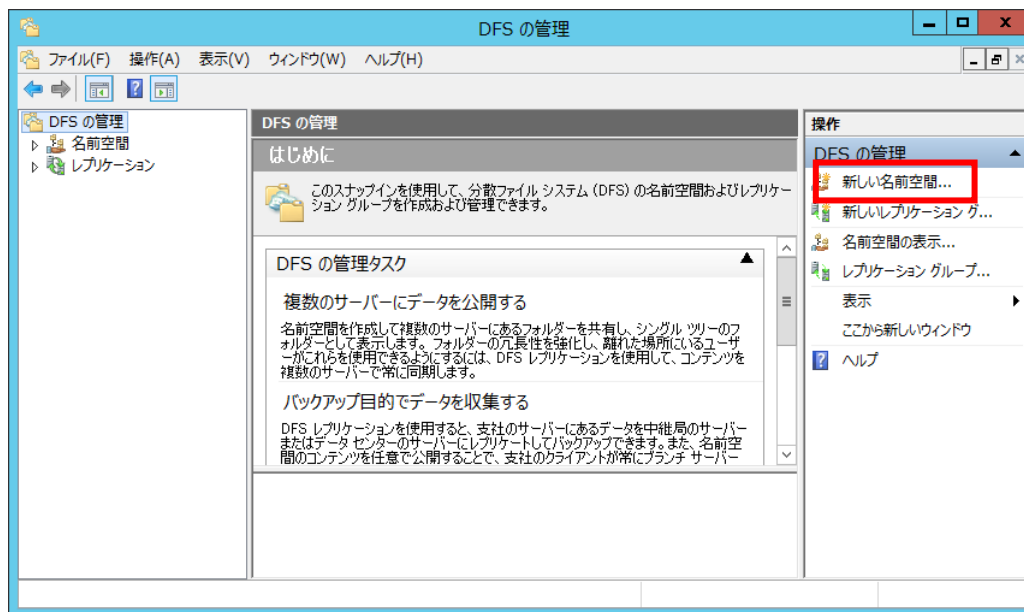 DFS の管理
ファイル(F) 操作(A) 表示(V) ウィンドウ(W) ヘルプ(H)
DFS の管理
名前空間
レプリケーション
DFS の管理
はじめに
このスナップインを使用して、分散ファイル システム (DFS) の名前空間およびレプリケー
ション グループを作成および管理できます。
DFS の管理タスク
複数のサーバーにデータを公開する
名前空間を作成して複数のサーバーにあるフォルダーを共有し、シングル ツリーのフ
ォルダーとして表示します。フォルダーの冗長性を強化し、離れた場所にいるユーザ
ーがこれらを使用できるようにするには、DFS レプリケーションを使用して、コンテンツを
複数のサーバーで常に同期します。
バックアップ目的でデータを収集する
DFS レプリケーションを使用すると、支社のサーバーにあるデータを中継局のサーバー
またはデータ センターのサーバーにレプリケートしてバックアップできます。また、名前空
間のコンテンツを任意で公開することで、支社のクライアントが常にブランチ サーバー
操作
DFS の管理
新しい名前空間...
新しいレプリケーション グ...
名前空間の表示...
レプリケーション グループ...
表示
ここから新しいウィンドウ
ヘルプ